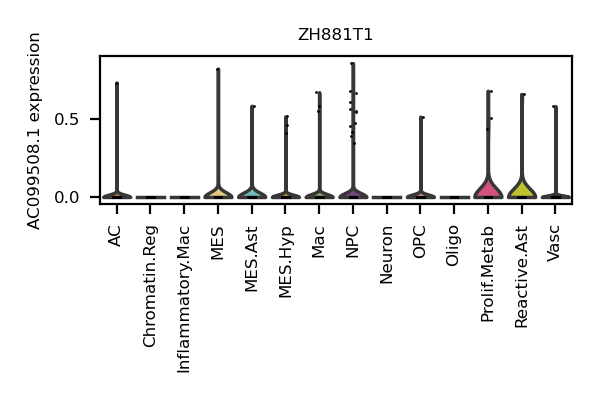 ZH881T1
AC099508.1 expression
0.5
0.0
AC
Chromatin.Reg
Inflammatory.Mac
MES
MES.Ast
MES.Hyp
Mac
NPC
Neuron
OPC
Oligo
Prolif.Metab
Reactive.Ast
Vasc